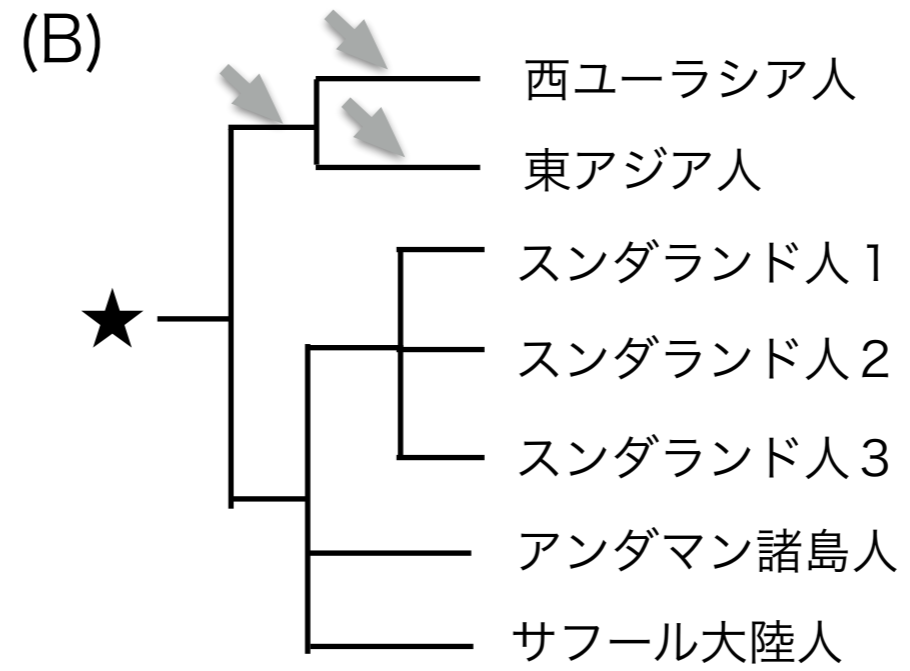 (B)
西ユーラシア人
東アジア人
スンダランド人1
スンダランド人2
スンダランド人3
アンダマン諸島人
サフール大陸人